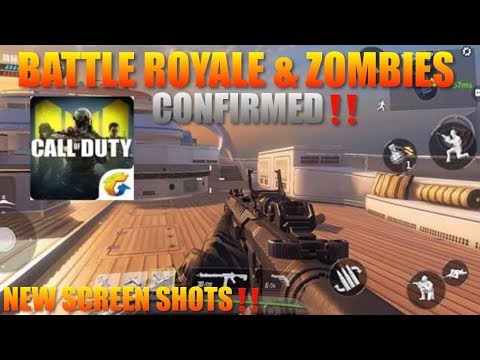 BATTLE ROYALE & ZOMBIES
CONFIRMED‼
CALL OF DUTY
NEW SCREEN SHOTS‼